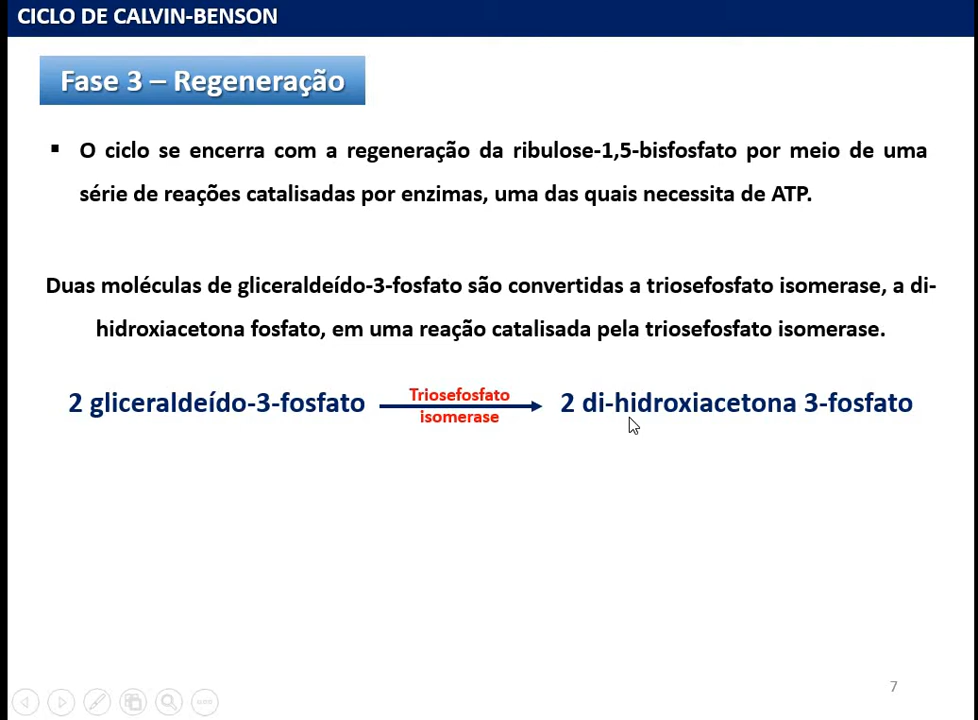 CICLO DE CALVIN-BENSON
Fase 3 – Regeneração
▪ O ciclo se encerra com a regeneração da ribulose-1,5-bisfosfato por meio de uma
série de reações catalisadas por enzimas, uma das quais necessita de ATP.
Duas moléculas de gliceraldeído-3-fosfato são convertidas a triosefosfato isomerase, a di-
hidroxiacetona fosfato, em uma reação catalisada pela triosefosfato isomerase.
2 gliceraldeído-3-fosfato Triosefosfato isomerase 2 di-hidroxiacetona 3-fosfato
7